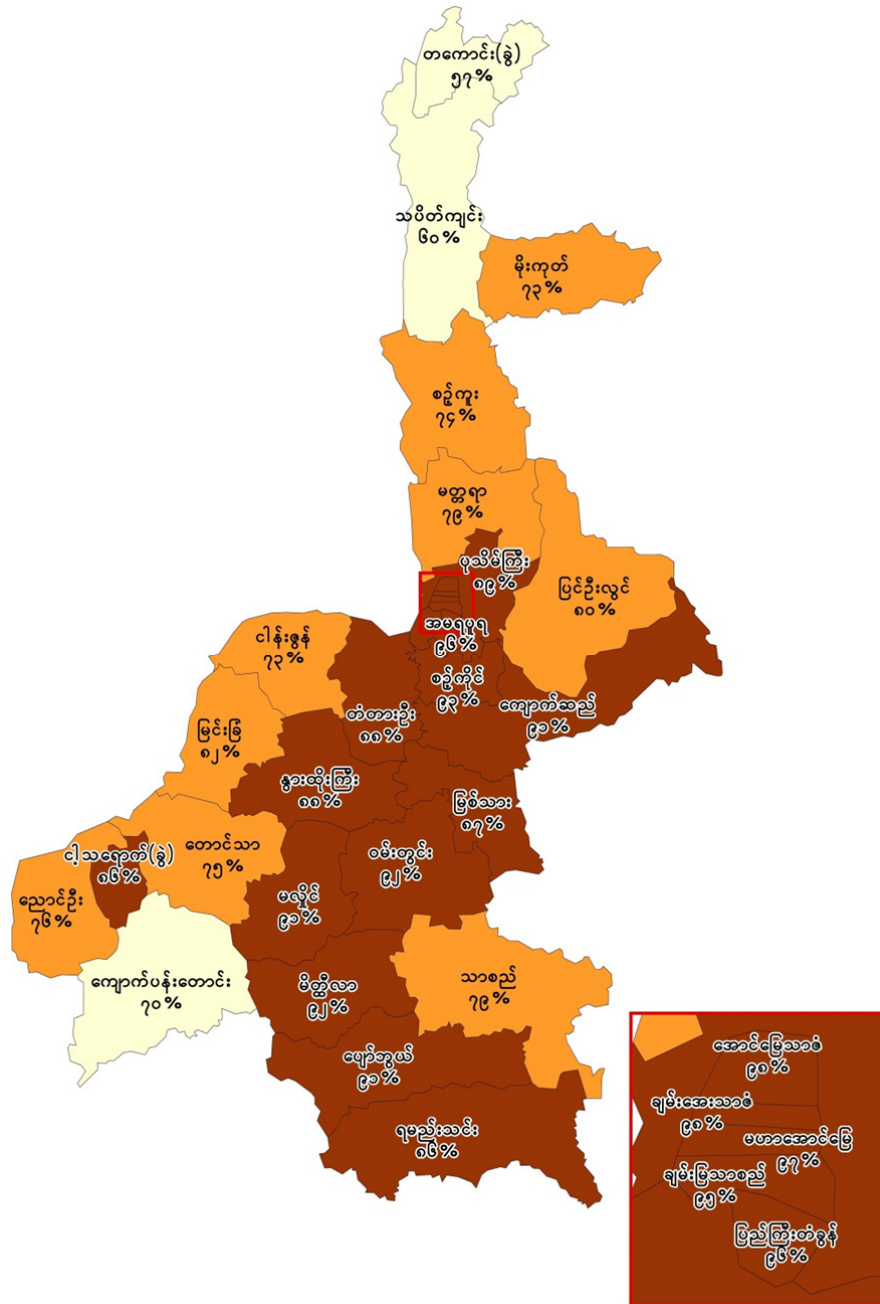 တကောင်း(ခွဲ)
၅၇%
သပိတ်ကျင်း
၆၀%
မိုးကုတ်
၇၃%
စဥ့်ကူး
၇၄%
မတ္တရာ
၇၉%
ပုသိမ်ကြီး
၈၉%
ပြင်ဦးလွင်
၈၀%
အမရပူရ
၉၆%
ငါန်းဇွန်
၇၃%
စဥ့်ကိုင်
၉၃%
ကျောက်ဆည်
၉၁%
တံတားဦး
၈၈%
မြင်းခြံ
၈၂%
နွားထိုးကြီး
၈၈%
မြစ်သား
၈၇%
တောင်သာ
၇၅%
ဝမ်းတွင်း
၉၂%
ငါ့သရောက်(ခွဲ)
၈၆%
ညောင်ဦး
၇၆%
မလှိုင်
၉၁%
ကျောက်ပန်းတောင်း
၇၀%
မိတ္ထီလာ
၉၂%
သာစည်
၇၉%
ပျော်ဘွယ်
၉၁%
ရမည်းသင်း
၈၆%
အောင်မြေသာဇံ
၉၈%
ချမ်းအေးသာဇံ
၉၈%
မဟာအောင်မြေ
၉၇%
ချမ်းမြသာစည်
၉၅%
ပြည်ကြီးတံခွန်
၉၆%